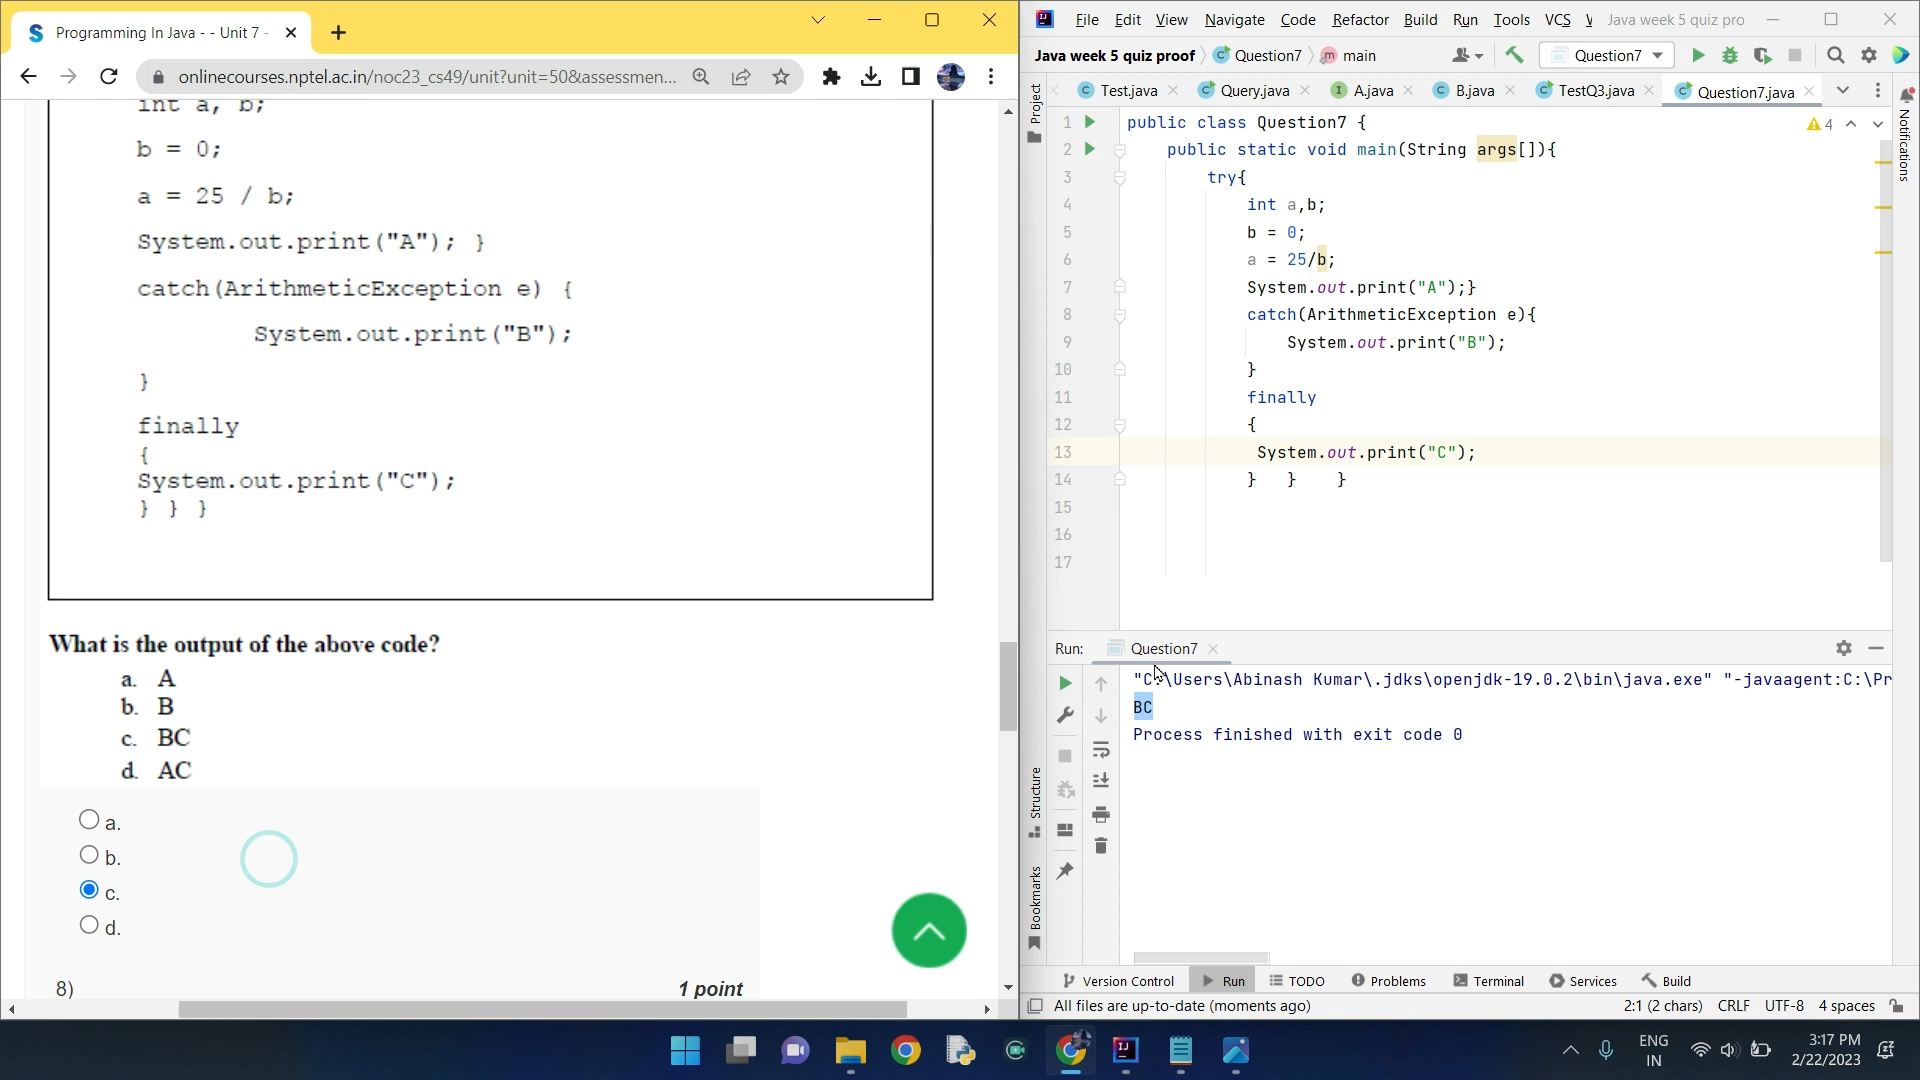 Programming In Java - - Unit 7 -
onlinecourses.nptel.ac.in/noc23_cs49/unit?unit=50&assessmen...
int a, b;
b = 0;
a = 25 / b;
System.out.print("A"); }
catch(ArithmeticException e) {
System.out.print("B");
}
finally
{
System.out.print("C");
} } }
What is the output of the above code?
a. A
b. B
c. BC
d. AC
a.
b.
c.
d.
8)
1 point
File Edit View Navigate Code Refactor Build Run Tools VCS
Java week 5 quiz pro
Java week 5 quiz proof Question7 main
Question7
Test.java Query.java A.java B.java TestQ3.java Question7.java
Project
Notifications
4
1 public class Question7 {
2 public static void main(String args[]){
3 try{
4 int a,b;
5 b = 0;
6 a = 25/b;
7 System.out.print("A");}
8 catch(ArithmeticException e){
9 System.out.print("B");
10 }
11 finally
12 {
13 System.out.print("C");
14 } } }
15
16
17
Run: Question7
"C:\Users\Abinash Kumar\.jdks\openjdk-19.0.2\bin\java.exe" "-javaagent:C:\Pr
BC
Process finished with exit code 0
Structure
Bookmarks
Version Control Run TODO Problems Terminal Services Build
All files are up-to-date (moments ago)
2:1 (2 chars) CRLF UTF-8 4 spaces
ENG
IN
3:17 PM
2/22/2023